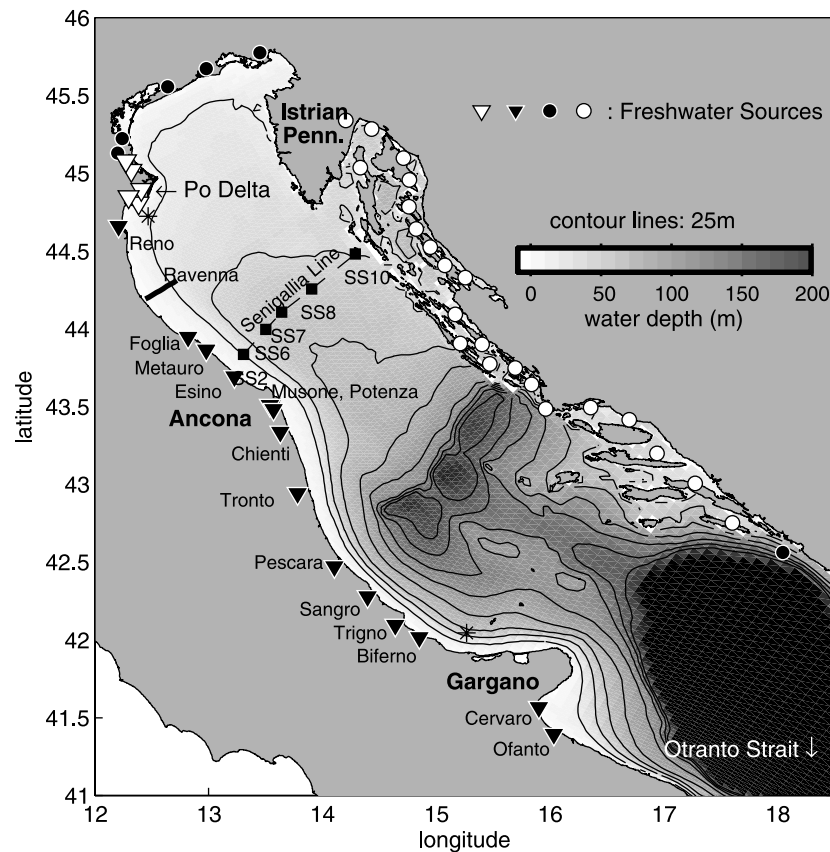 46
45.5
45
44.5
44
43.5
43
42.5
42
41.5
41
12
13
14
15
16
17
18
latitude
longitude
Istrian
Penn.
: Freshwater Sources
Po Delta
contour lines: 25m
0
50
100
150
200
water depth (m)
Reno
Ravenna
Senigallia Line
SS10
SS8
SS7
SS6
SS2
Foglia
Metauro
Esino
Musone, Potenza
Ancona
Chienti
Tronto
Pescara
Sangro
Trigno
Biferno
Gargano
Cervaro
Ofanto
Otranto Strait ↓